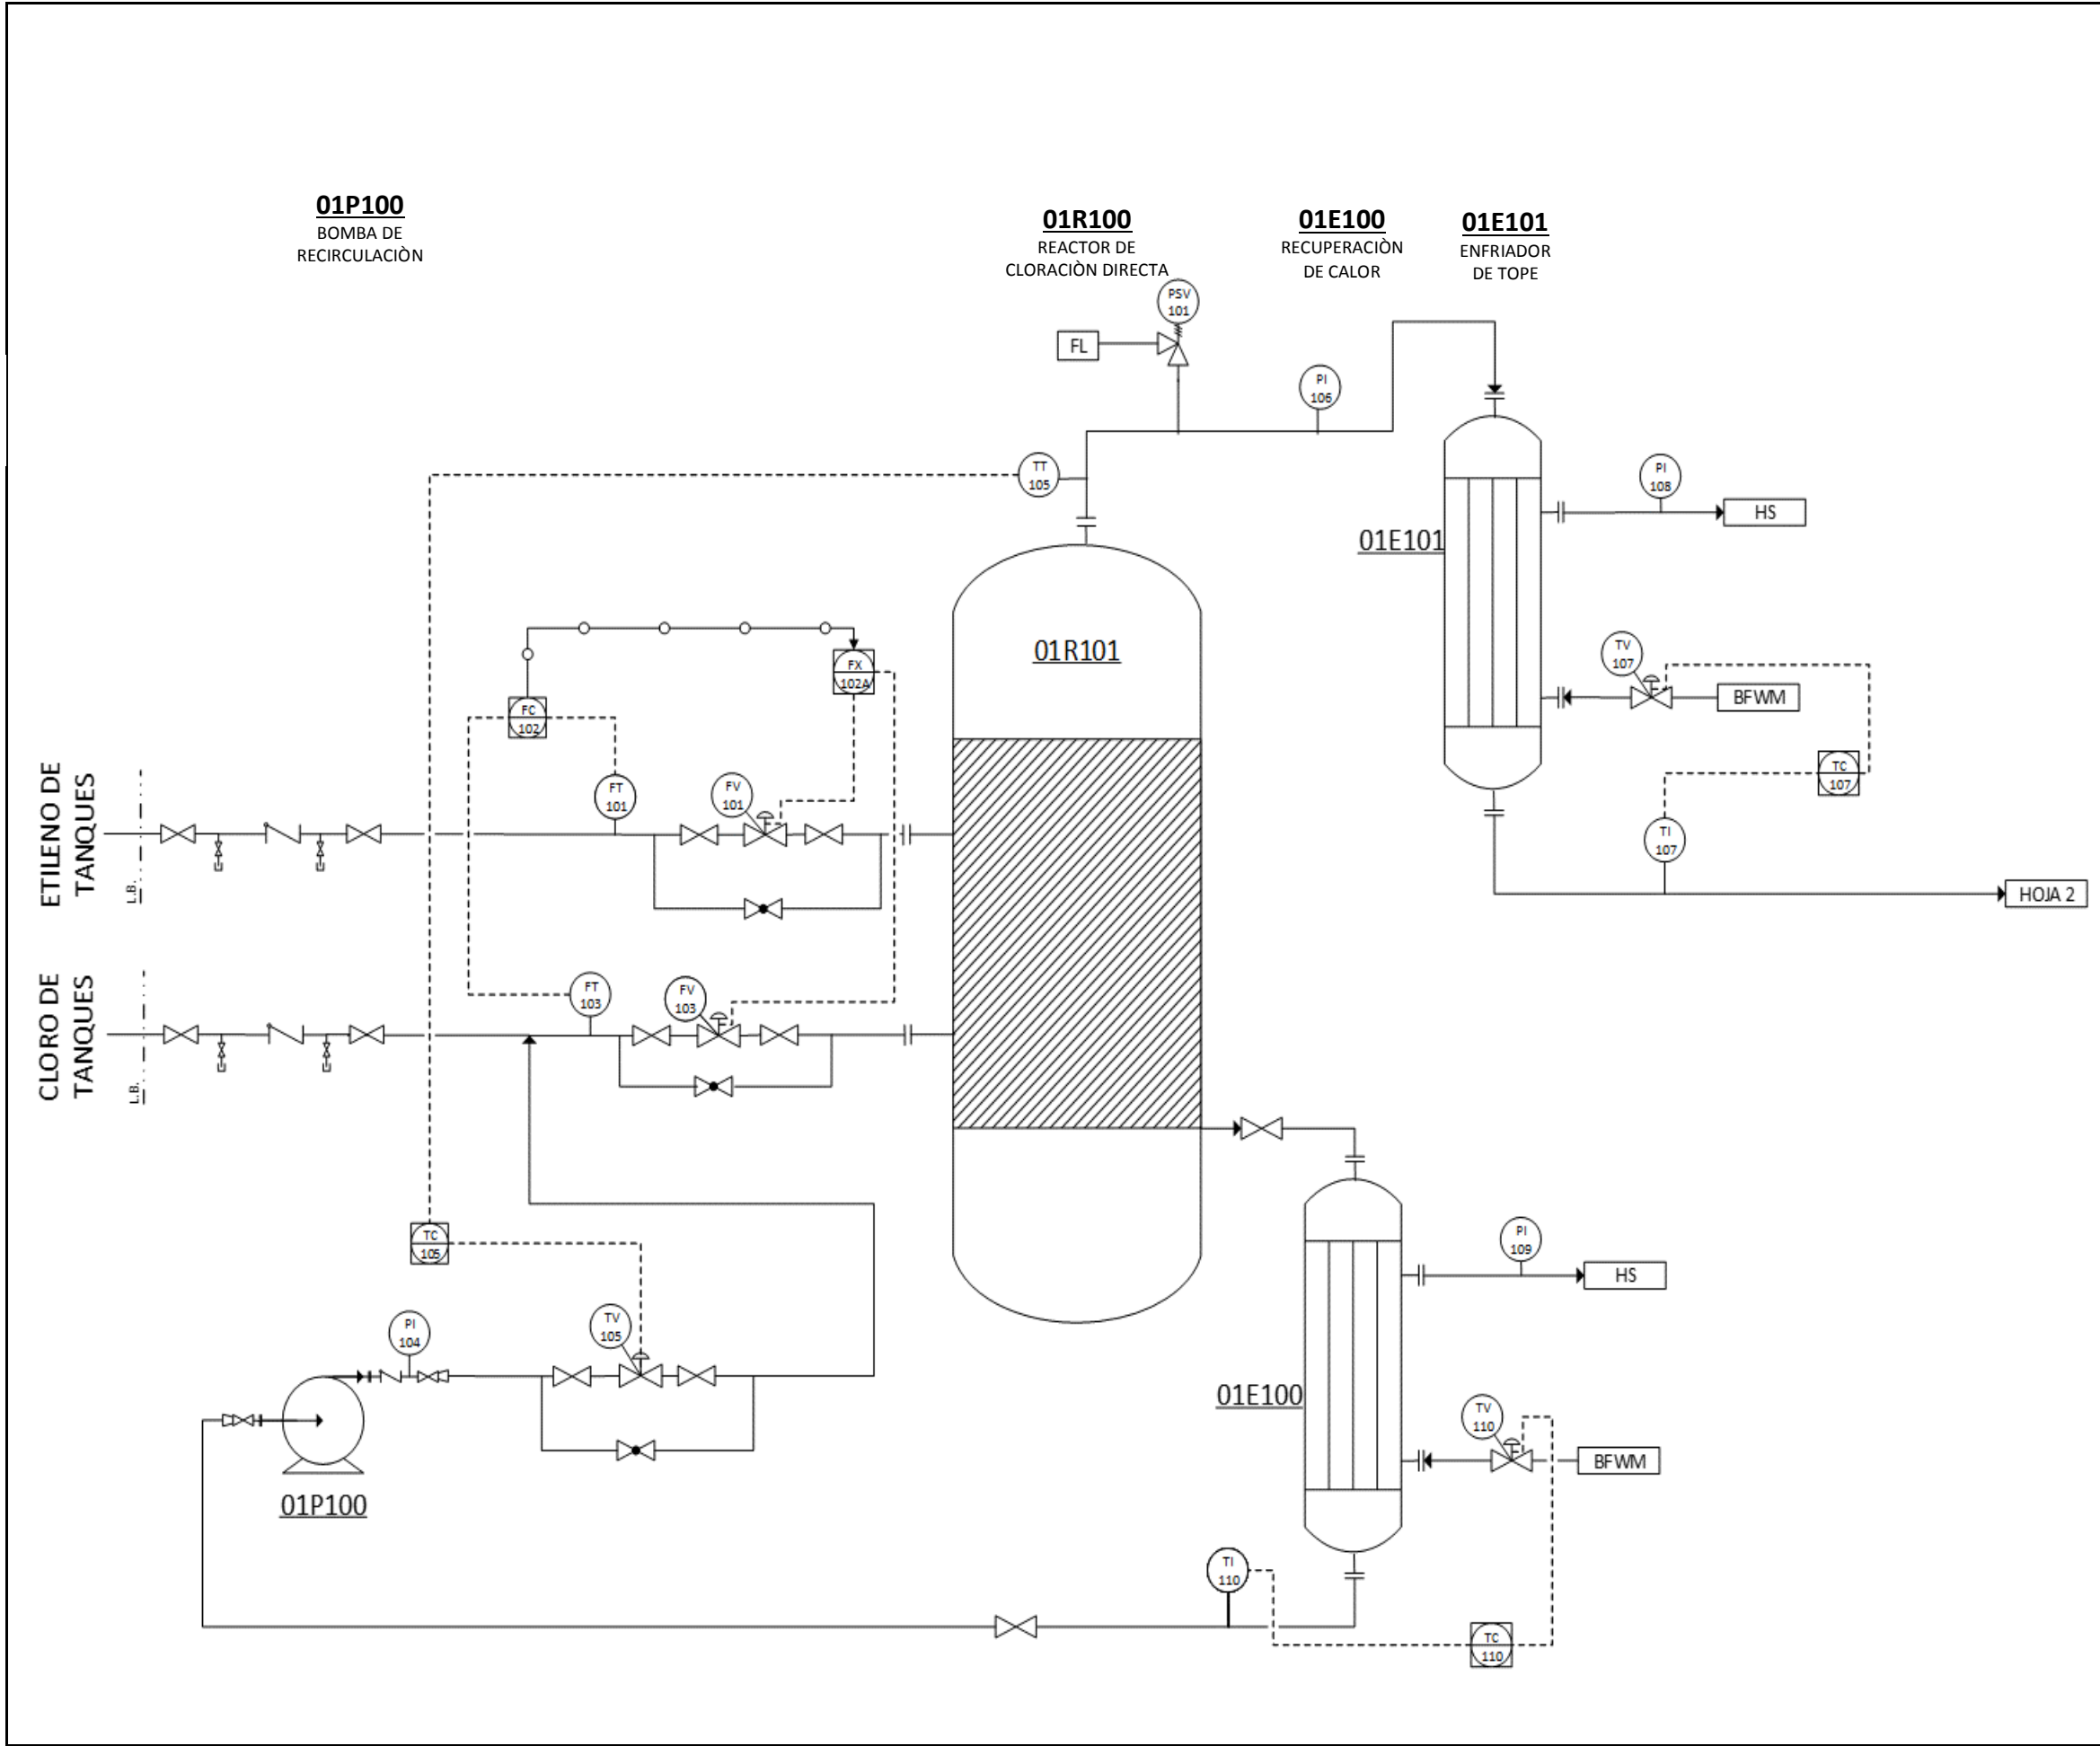 01P100
BOMBA DE
RECIRCULACIÒN
01R100
REACTOR DE
CLORACIÒN DIRECTA
01E100
RECUPERACIÒN
DE CALOR
01E101
ENFRIADOR
DE TOPE
PSV
101
FL
PI
106
TT
105
PI
108
HS
01E101
01R101
TV
107
BFWM
FX
102A
FC
102
TC
107
FT
101
FV
101
ETILENO DE
TANQUES
L.B.
TI
107
HOJA 2
CLORO DE
TANQUES
L.B.
FT
103
FV
103
TC
105
PI
109
HS
PI
104
TV
105
01E100
TV
110
BFWM
01P100
TI
110
TC
110